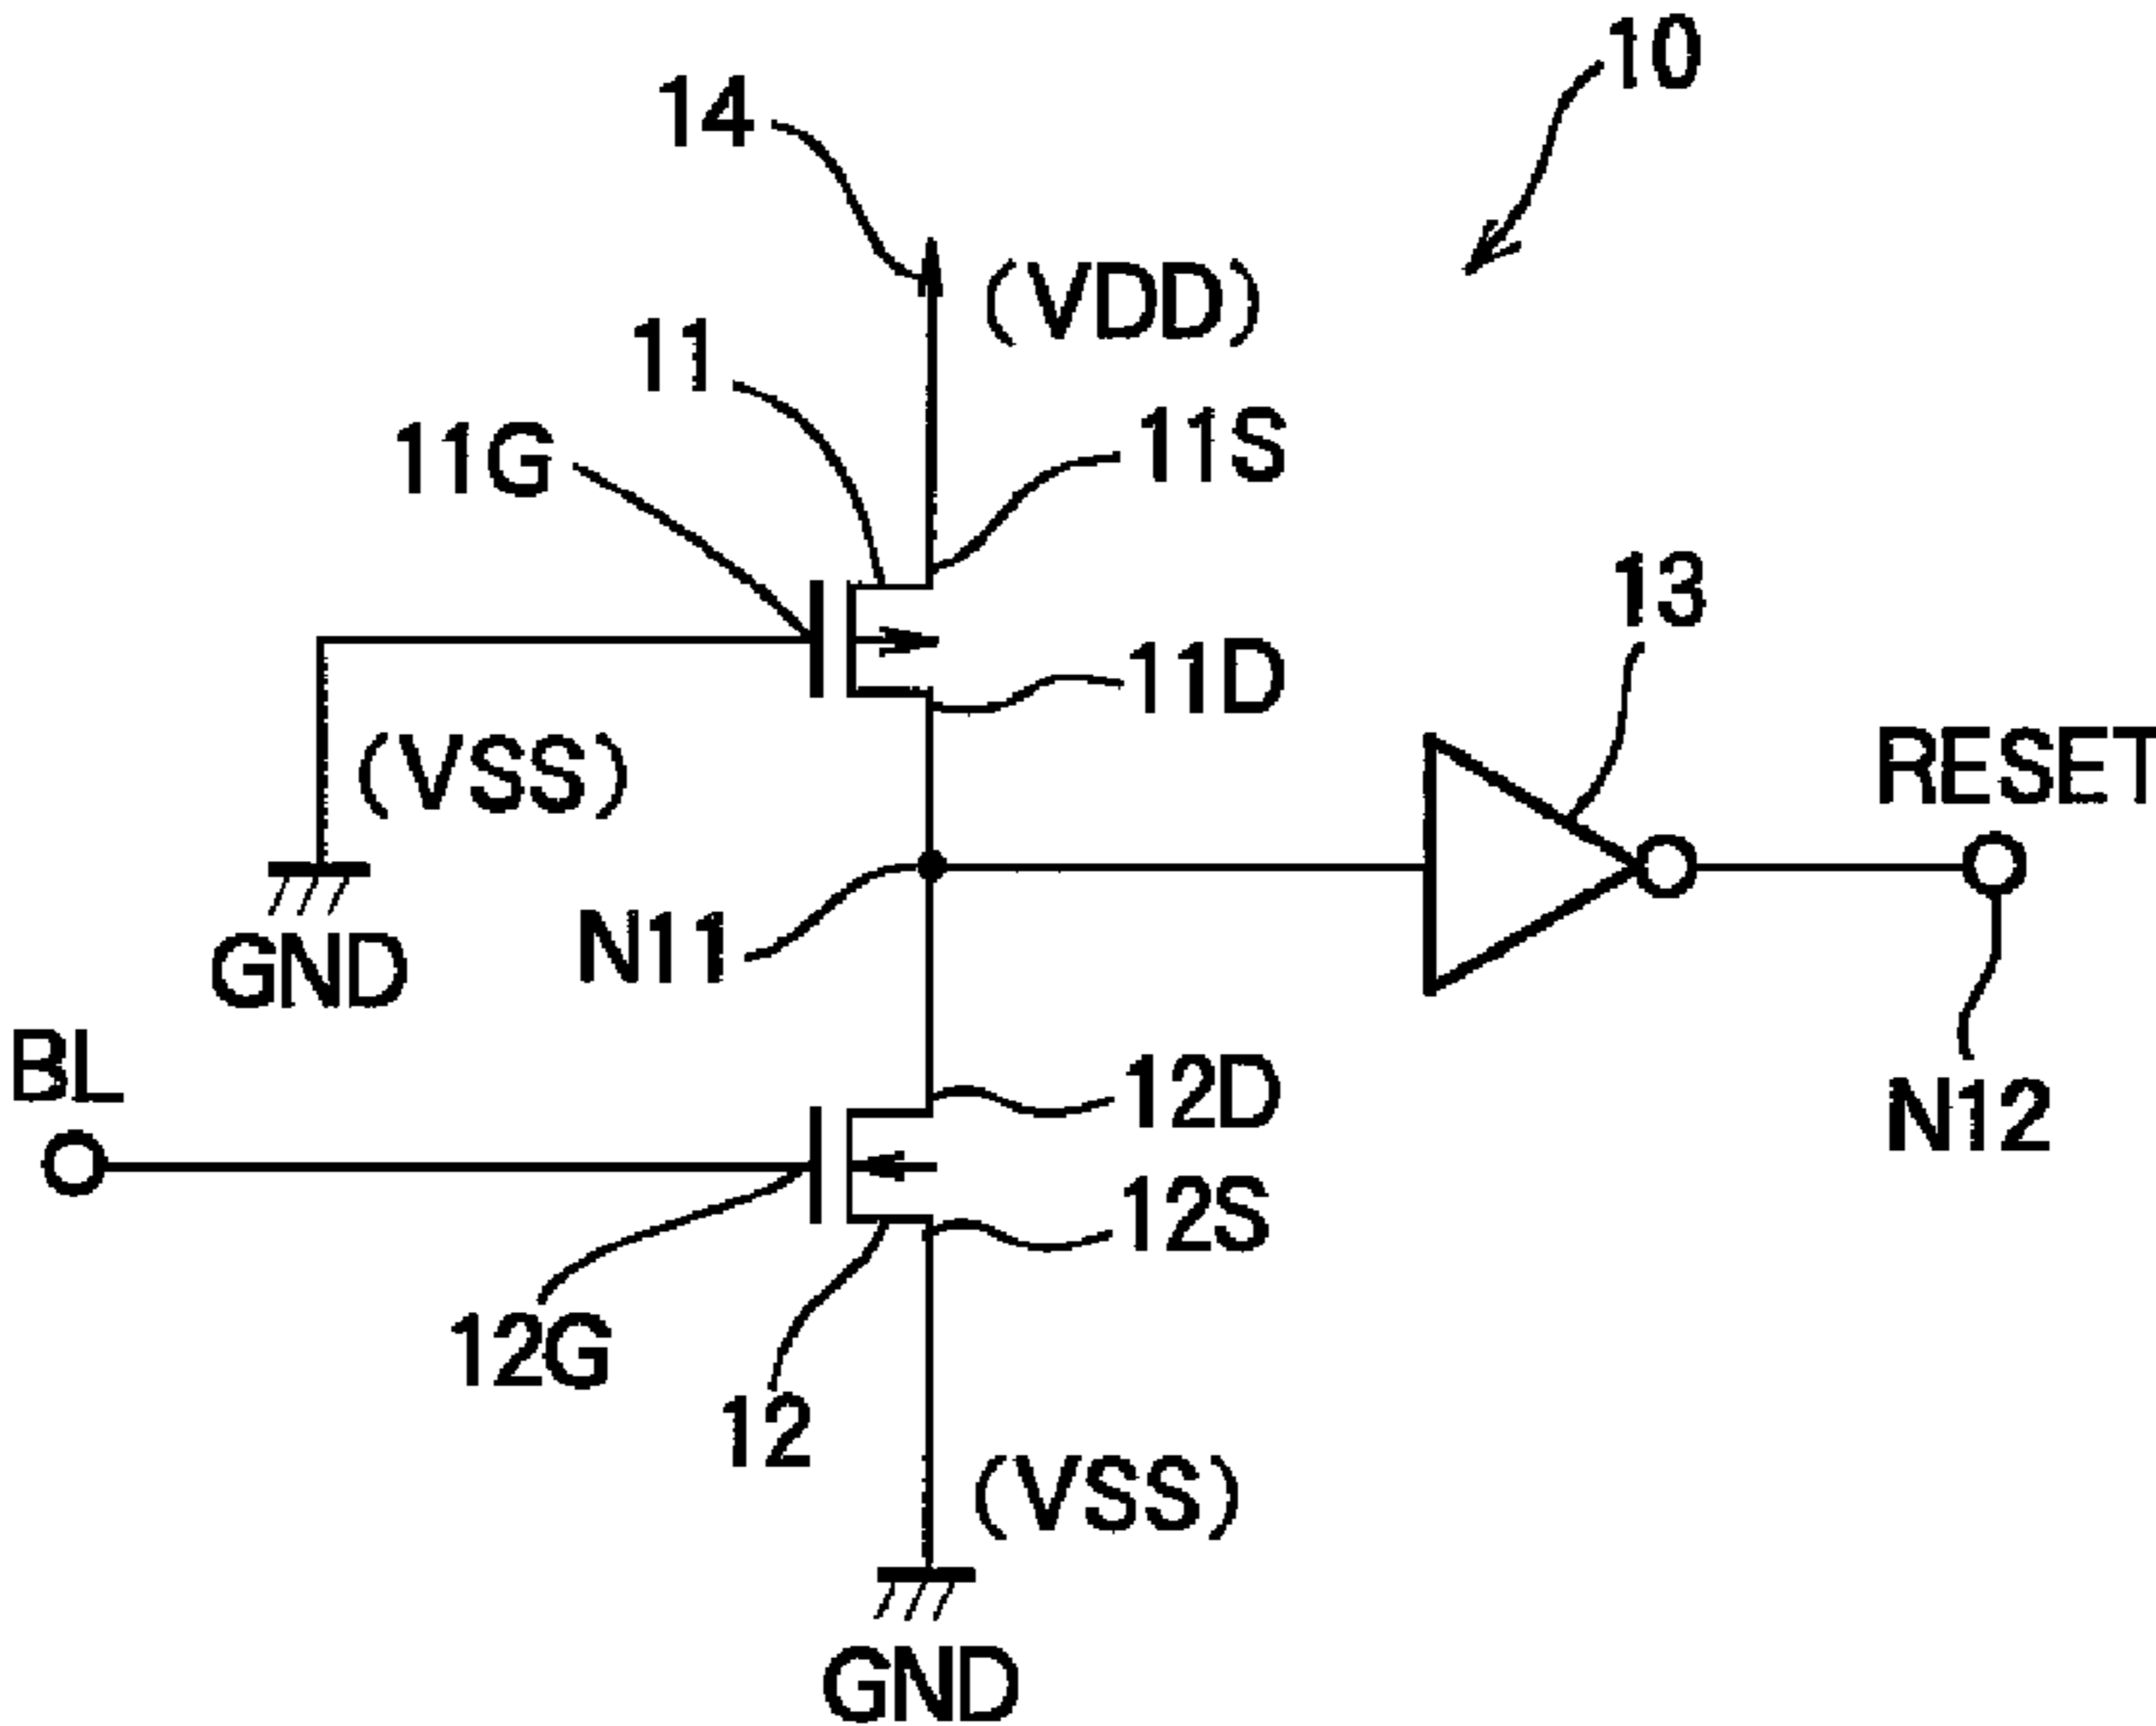 10
14
(VDD)
11
11S
11G
13
11D
(VSS)
RESET
N11
GND
BL
12D
N12
12S
12G
12
(VSS)
GND